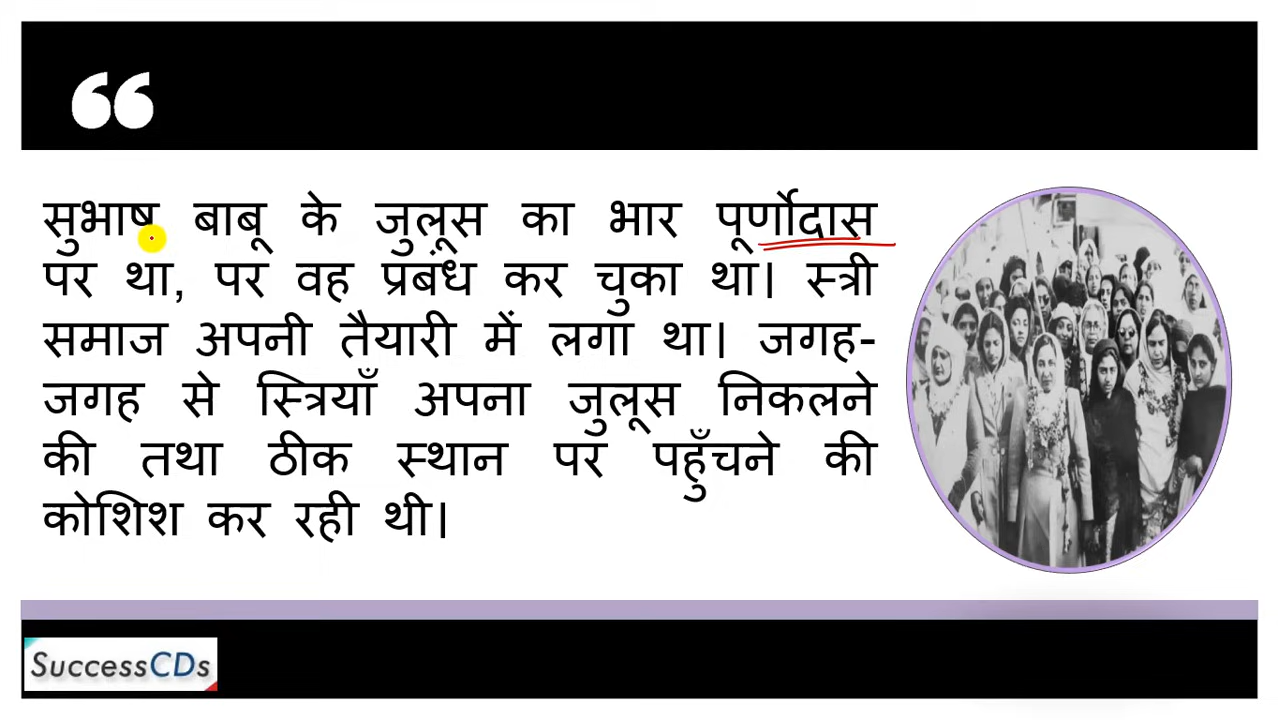 “
सुभाष बाबू के जुलूस का भार पूर्णोदास
पर था, पर वह प्रबंध कर चुका था। स्त्री
समाज अपनी तैयारी में लगा था। जगह-
जगह से स्त्रियाँ अपना जुलूस निकलने
की तथा ठीक स्थान पर पहुँचने की
कोशिश कर रही थी।
SuccessCDs